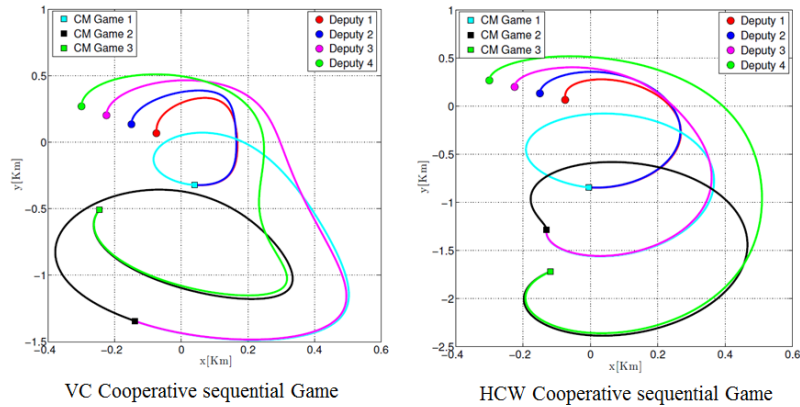 CM Game 1
CM Game 2
CM Game 3
Deputy 1
Deputy 2
Deputy 3
Deputy 4
1
0.5
0
−0.5
−1
−1.5
y[Km]
−0.4 −0.2 0 0.2 0.4 0.6
x[Km]
VC Cooperative sequential Game
CM Game 1
CM Game 2
CM Game 3
Deputy 1
Deputy 2
Deputy 3
Deputy 4
1
0.5
0
−0.5
−1
−1.5
−2
−2.5
y[Km]
−0.4 −0.2 0 0.2 0.4 0.6
x[Km]
HCW Cooperative sequential Game